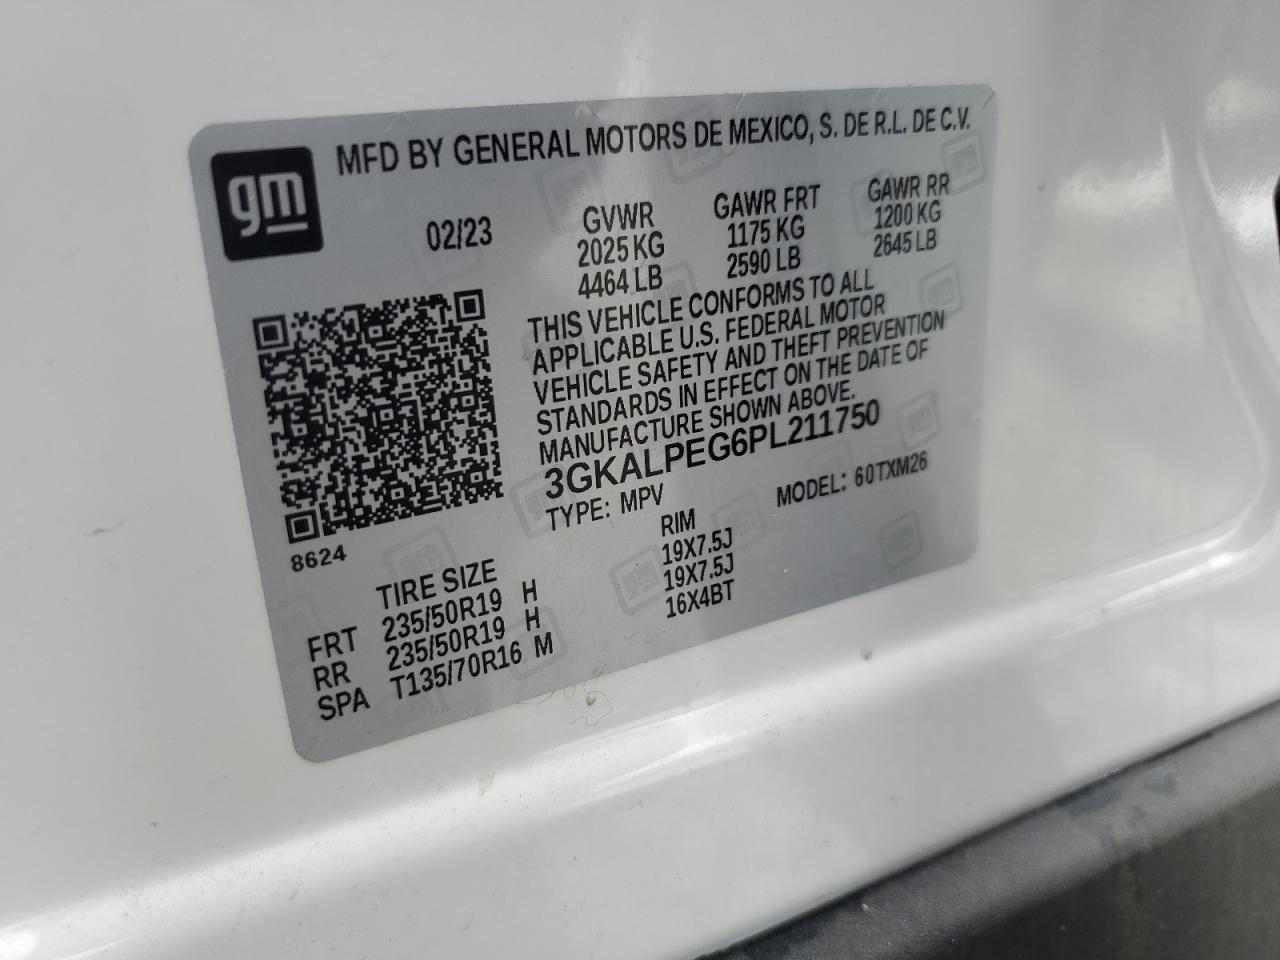 gm
MFD BY GENERAL MOTORS DE MEXICO, S. DE R.L. DE C.V.
02/23
GVWR
2025 KG
4464 LB
GAWR FRT
1175 KG
2590 LB
GAWR RR
1200 KG
2645 LB
THIS VEHICLE CONFORMS TO ALL
APPLICABLE U.S. FEDERAL MOTOR
VEHICLE SAFETY AND THEFT PREVENTION
STANDARDS IN EFFECT ON THE DATE OF
MANUFACTURE SHOWN ABOVE.
3GKALPEG6PL211750
TYPE: MPV MODEL: 60TXM26
8624
TIRE SIZE RIM
FRT 235/50R19 H 19X7.5J
RR 235/50R19 H 19X7.5J
SPA T135/70R16 M 16X4BT